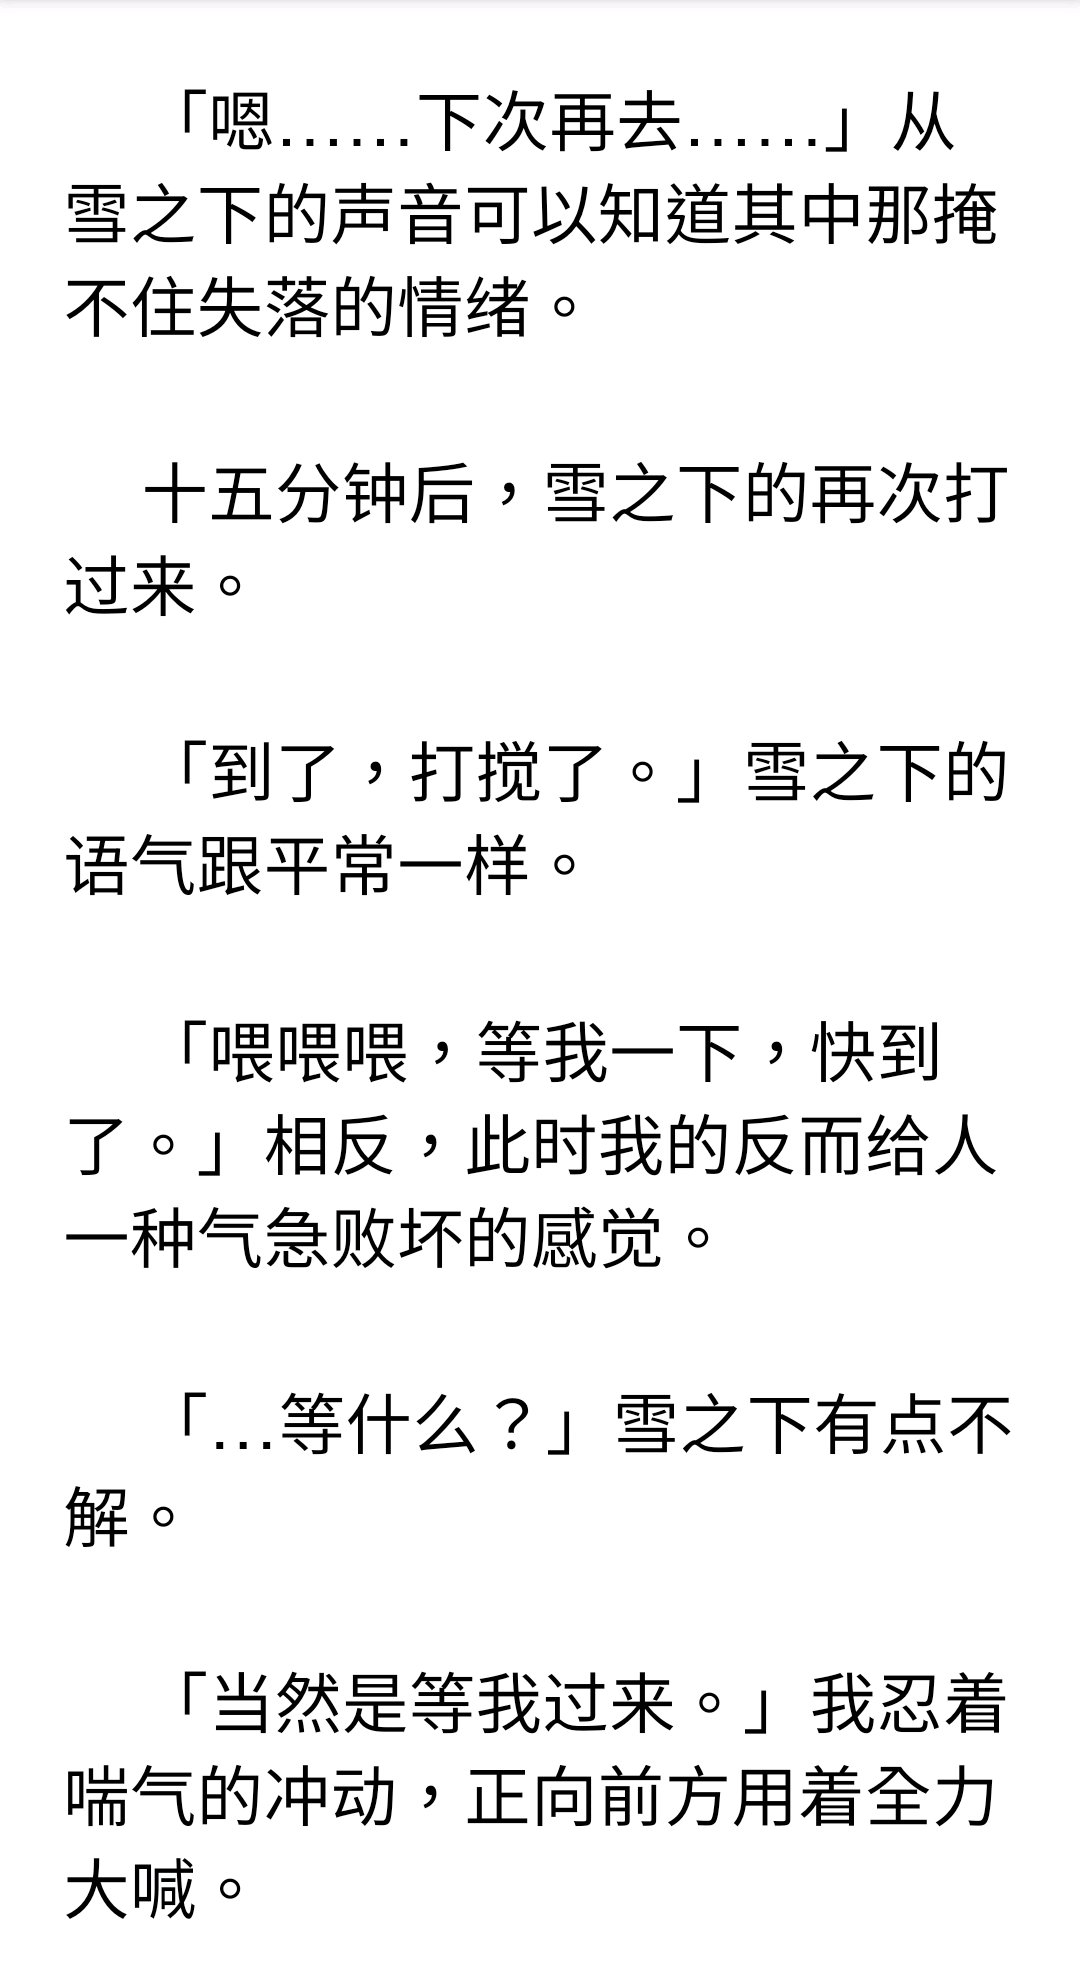 「嗯……下次再去……」从
雪之下的声音可以知道其中那掩
不住失落的情绪。
十五分钟后，雪之下的再次打
过来。
「到了，打搅了。」雪之下的
语气跟平常一样。
「喂喂喂，等我一下，快到
了。」相反，此时我的反而给人
一种气急败坏的感觉。
「…等什么？」雪之下有点不
解。
「当然是等我过来。」我忍着
喘气的冲动，正向前方用着全力
大喊。